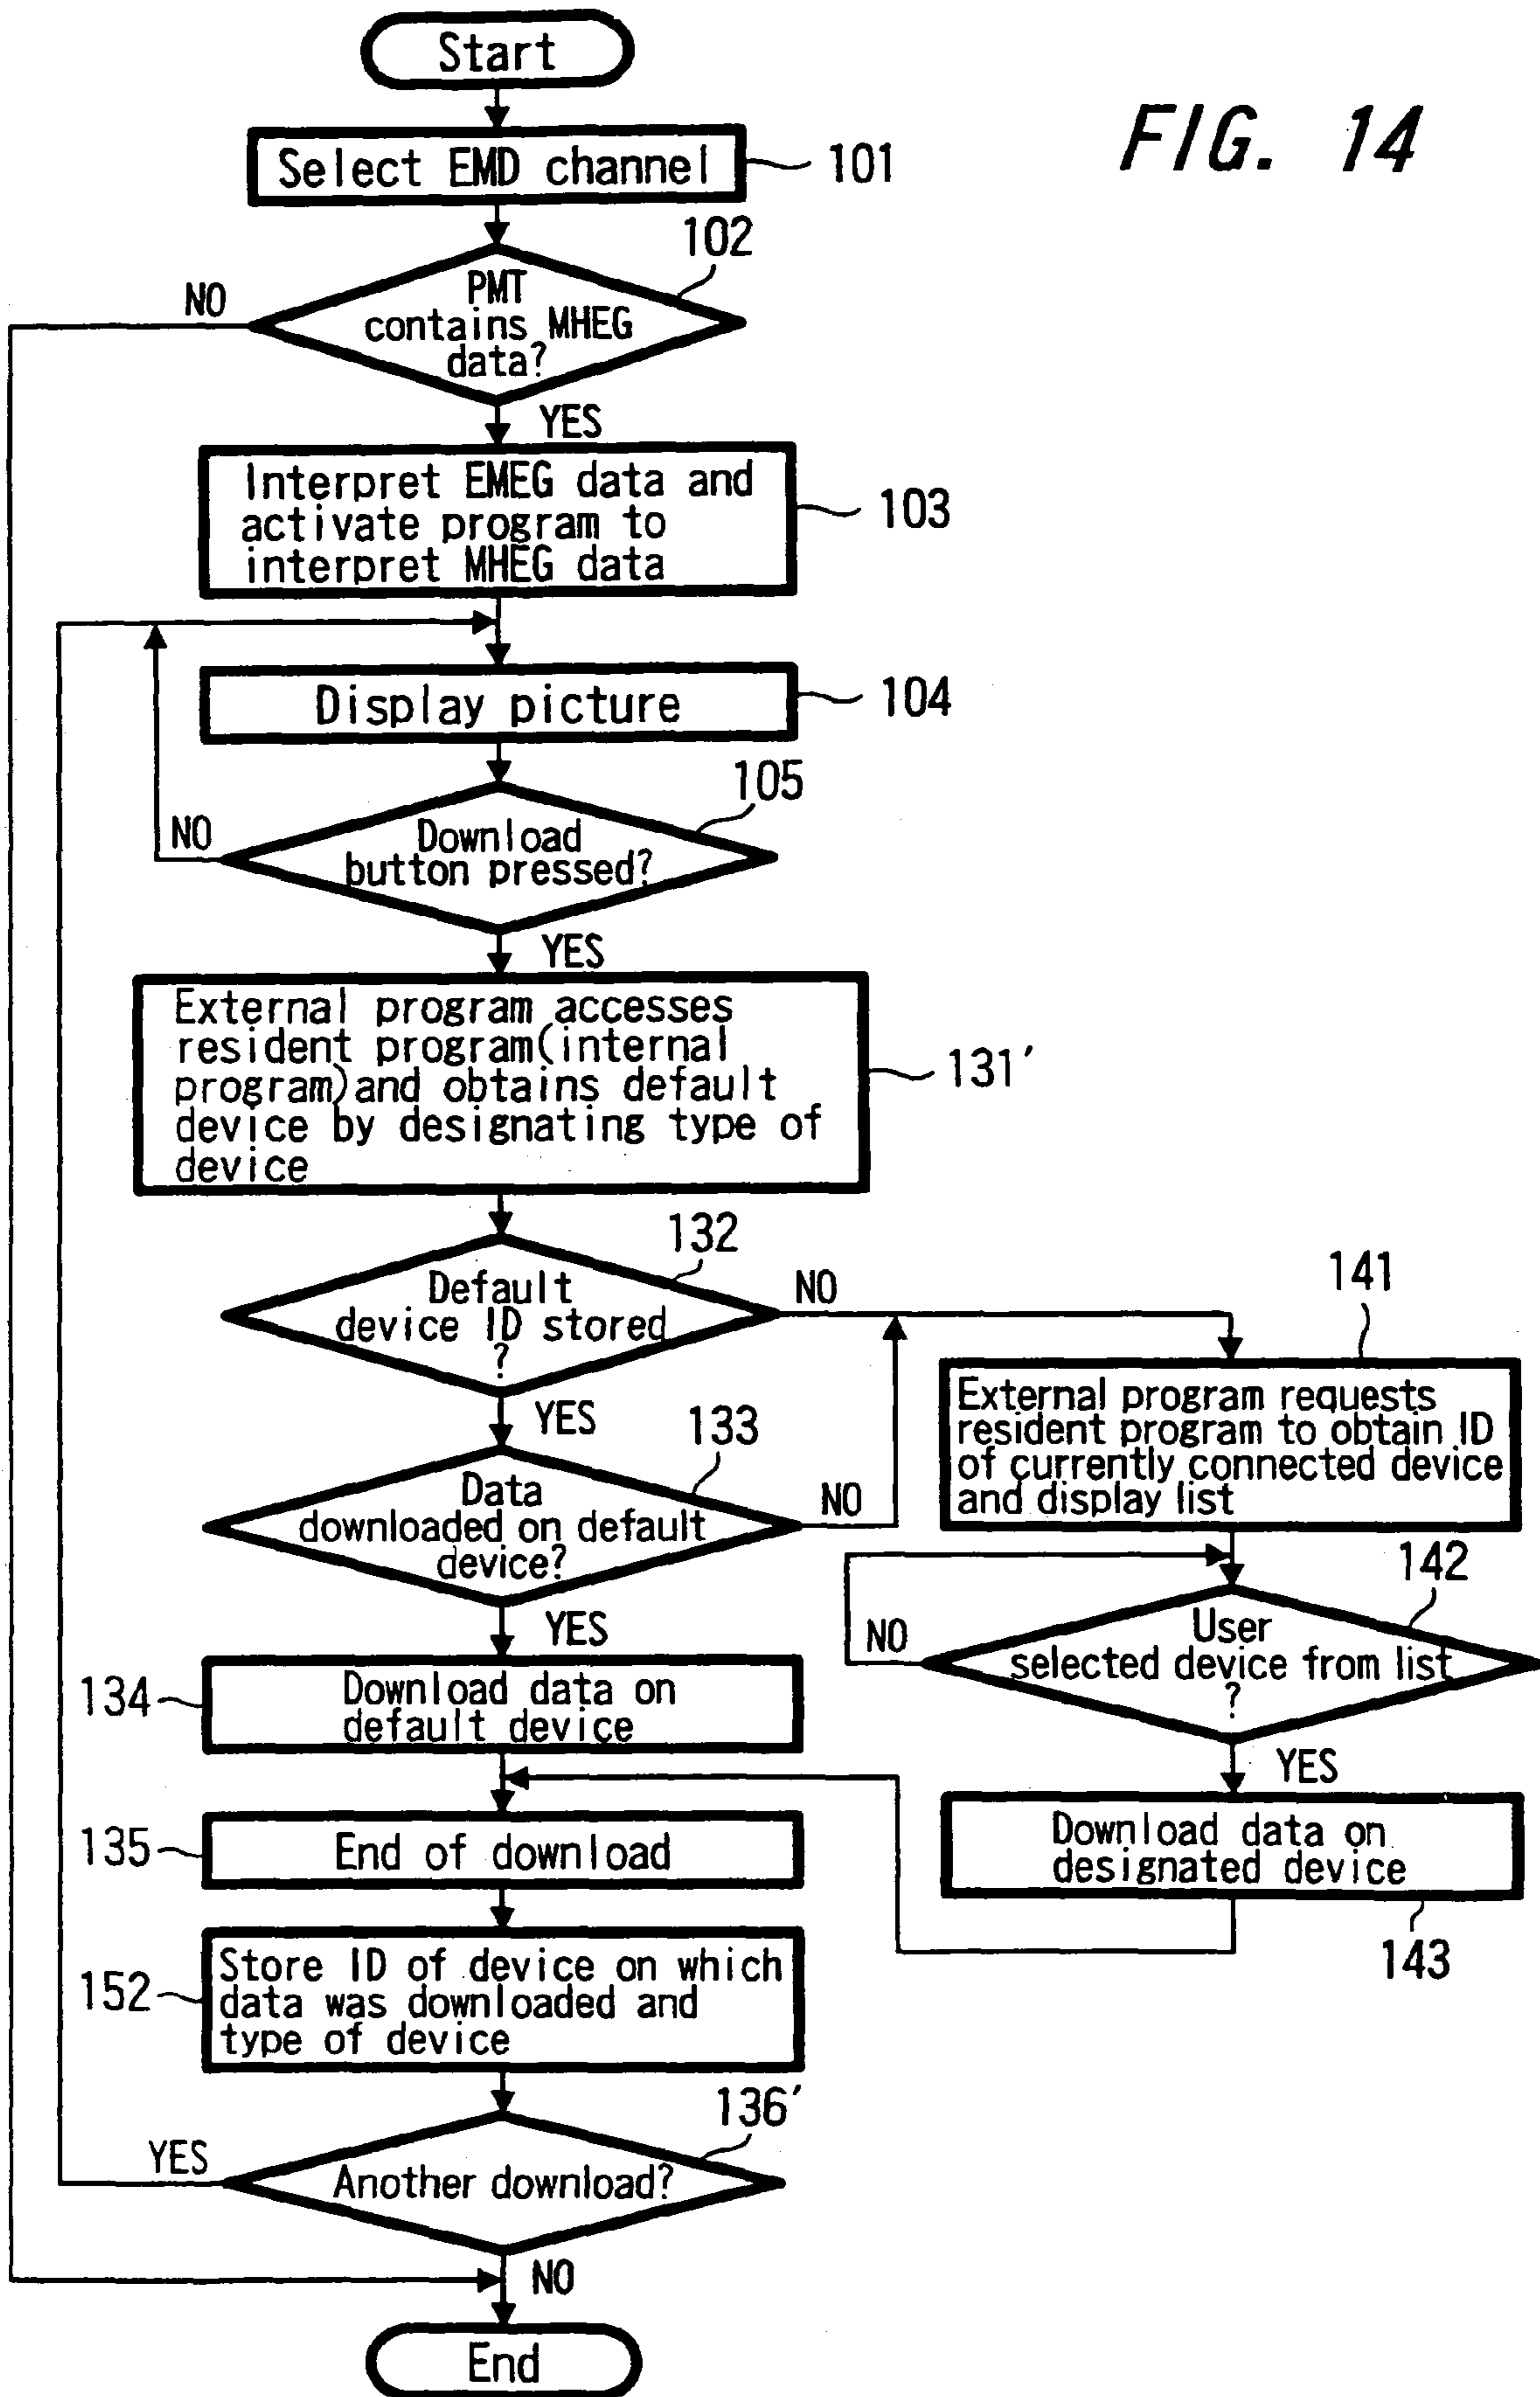 Start
FIG. 14
Select EMD channel
101
102
PMT
contains MHEG
data?
NO
YES
Interpret EMEG data and
activate program to
interpret MHEG data
103
Display picture
104
105
Download
button pressed?
NO
YES
External program accesses
resident program(internal
program)and obtains default
device by designating type of
device
131'
132
Default
device ID stored
?
NO
YES
141
External program requests
resident program to obtain ID
of currently connected device
and display list
133
Data
downloaded on default
device?
NO
YES
142
User
selected device from list
?
NO
YES
134
Download data on
default device
Download data on
designated device
143
135
End of download
152
Store ID of device on which
data was downloaded and
type of device
136'
Another download?
YES
NO
End